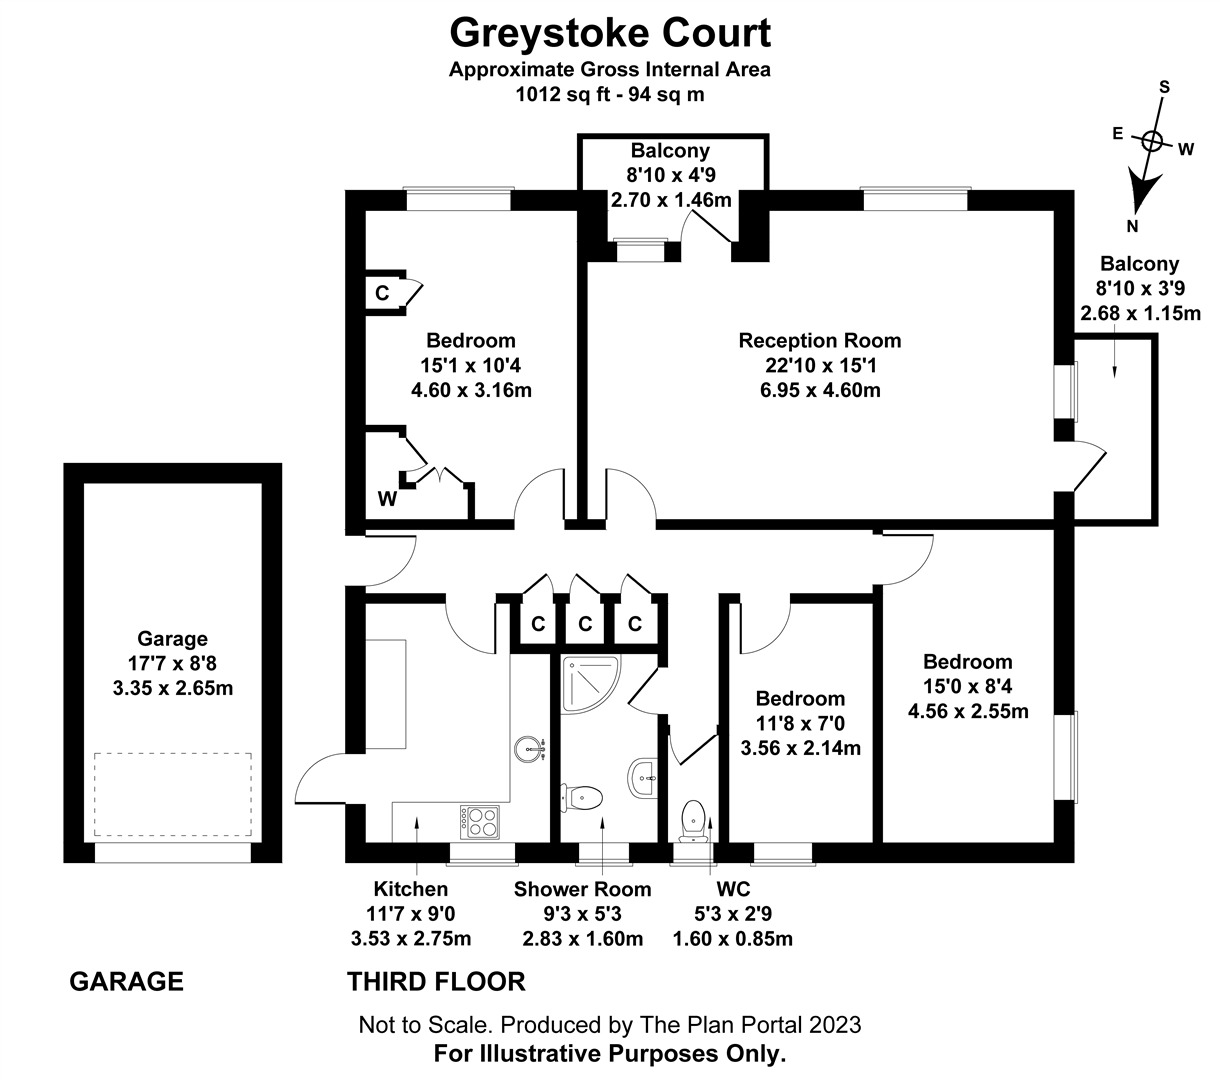 Greystoke Court
Approximate Gross Internal Area
1012 sq ft - 94 sq m
S
E
W
N
Balcony
8'10 x 4'9
2.70 x 1.46m
Balcony
8'10 x 3'9
2.68 x 1.15m
C
Bedroom
15'1 x 10'4
4.60 x 3.16m
Reception Room
22'10 x 15'1
6.95 x 4.60m
W
C
C
C
Garage
17'7 x 8'8
3.35 x 2.65m
Bedroom
11'8 x 7'0
3.56 x 2.14m
Bedroom
15'0 x 8'4
4.56 x 2.55m
Kitchen
11'7 x 9'0
3.53 x 2.75m
Shower Room
9'3 x 5'3
2.83 x 1.60m
WC
5'3 x 2'9
1.60 x 0.85m
GARAGE
THIRD FLOOR
Not to Scale. Produced by The Plan Portal 2023
For Illustrative Purposes Only.